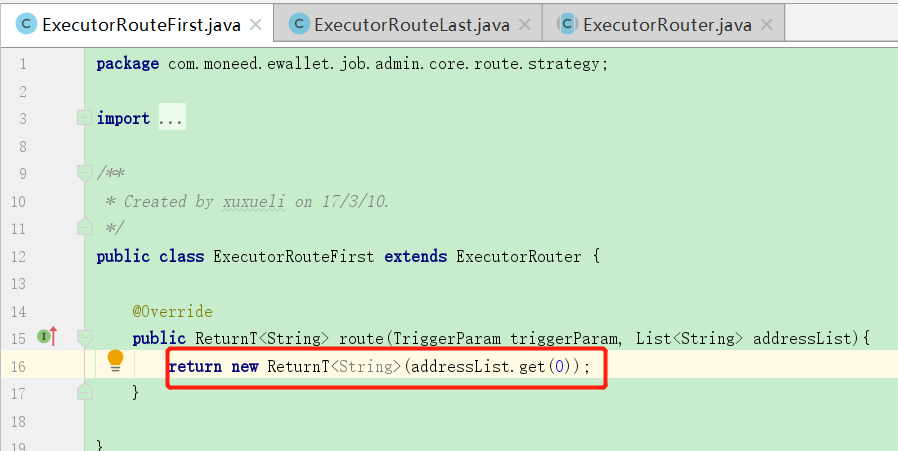 ExecutorRouteFirst.java ExecutorRouteLast.java ExecutorRouter.java
1 package com.moneed.ewallet.job.admin.core.route.strategy;
2
3 import ...
8
9 /**
10 * Created by xuxueli on 17/3/10.
11 */
12 public class ExecutorRouteFirst extends ExecutorRouter {
13
14 @Override
15 public ReturnT<String> route(TriggerParam triggerParam, List<String> addressList){
16 return new ReturnT<String>(addressList.get(0));
17 }
18
19 }